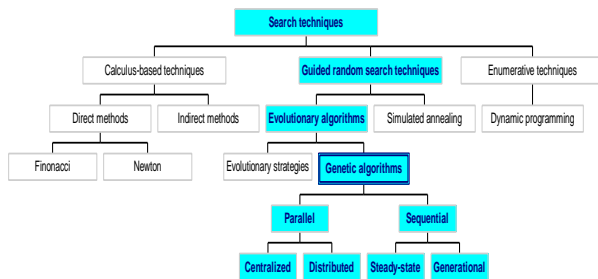 Search techniques
Calculus-based techniques
Guided random search techniques
Enumerative techniques
Direct methods
Indirect methods
Evolutionary algorithms
Simulated annealing
Dynamic programming
Finonacci
Newton
Evolutionary strategies
Genetic algorithms
Parallel
Sequential
Centralized
Distributed
Steady-state
Generational